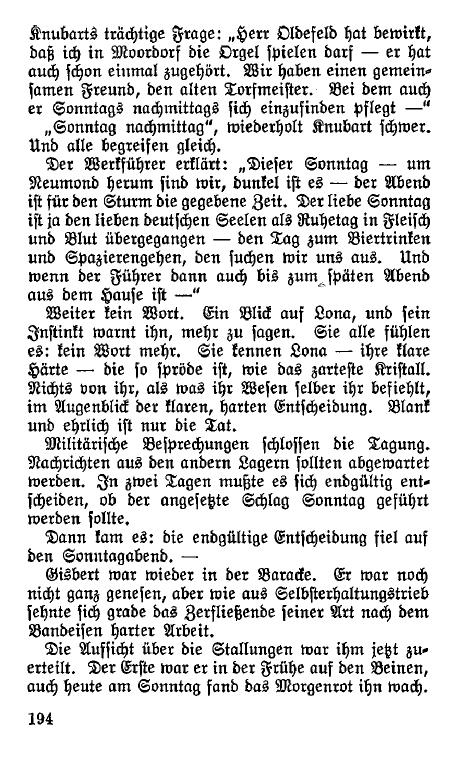 Knubarts trächtige Frage: „Herr Oldefeld hat bewirkt,
daß ich in Moordorf die Orgel spielen darf — er hat
auch schon einmal zugehört. Wir haben einen gemein-
samen Freund, den alten Torfmeister. Bei dem auch
er Sonntags nachmittags sich einzufinden pflegt —“
„Sonntag nachmittag“, wiederholt Knubart schwer.
Und alle begreifen gleich.
Der Werkführer erklärt: „Dieser Sonntag — um
Neumond herum sind wir, dunkel ist es — der Abend
ist für den Sturm die gegebene Zeit. Der liebe Sonntag
ist ja den lieben deutschen Seelen als Ruhetag in Fleisch
und Blut übergegangen — den Tag zum Biertrinken
und Spazierengehen, den suchen wir uns aus. Und
wenn der Führer dann auch bis zum späten Abend
aus dem Hause ist —“
Weiter kein Wort. Ein Blick auf Lona, und sein
Instinkt warnt ihn, mehr zu sagen. Sie alle fühlen
es: kein Wort mehr. Sie kennen Lona — ihre klare
Härte — die so spröde ist, wie das zarteste Kristall.
Nichts von ihr, als was ihr Wesen selber ihr befiehlt,
im Augenblick der klaren, harten Entscheidung. Blank
und ehrlich ist nur die Tat.
Militärische Besprechungen schlossen die Tagung.
Nachrichten aus den andern Lagern sollten abgewartet
werden. In zwei Tagen mußte es sich endgültig ent-
scheiden, ob der angesetzte Schlag Sonntag geführt
werden sollte.
Dann kam es: die endgültige Entscheidung fiel auf
den Sonntagabend. —
Gisbert war wieder in der Baracke. Er war noch
nicht ganz genesen, aber wie aus Selbsterhaltungstrieb
sehnte sich grade das Zerfließende seiner Art nach dem
Bandeisen harter Arbeit.
Die Aufsicht über die Stallungen war ihm jetzt zu-
erteilt. Der Erste war er in der Frühe auf den Beinen,
auch heute am Sonntag fand das Morgenrot ihn wach.
194